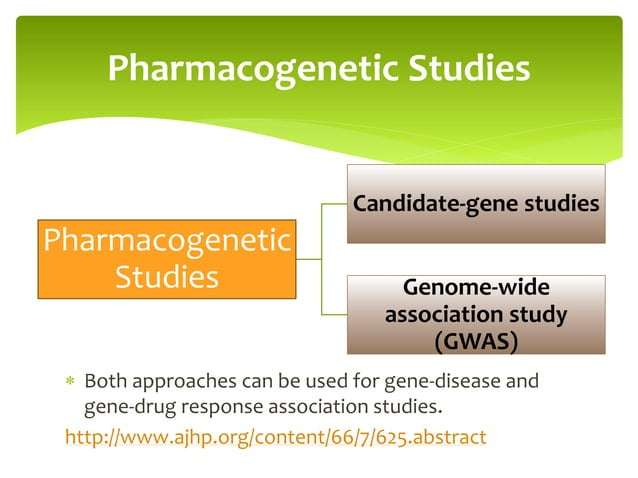 Pharmacogenetic Studies
Pharmacogenetic
Studies
Candidate-gene studies
Genome-wide
association study
(GWAS)
Both approaches can be used for gene-disease and
gene-drug response association studies.
http://www.ajhp.org/content/66/7/625.abstract